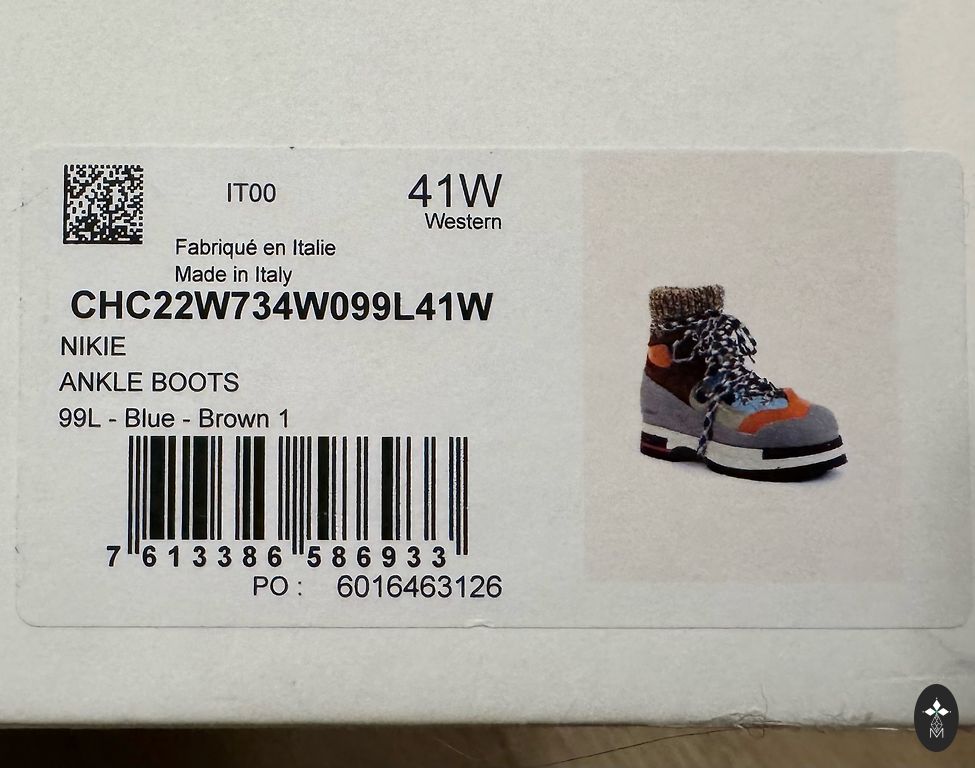 IT00
41W
Western
Fabriqué en Italie
Made in Italy
CHC22W734W099L41W
NIKIE
ANKLE BOOTS
99L - Blue - Brown 1
7 613386 586933
PO : 6016463126
M